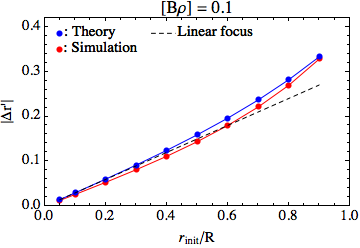 [Bρ] = 0.1
: Theory
Linear focus
: Simulation
|Δr'|
0.4
0.3
0.2
0.1
0.0
0.0 0.2 0.4 0.6 0.8 1.0
r_init/R